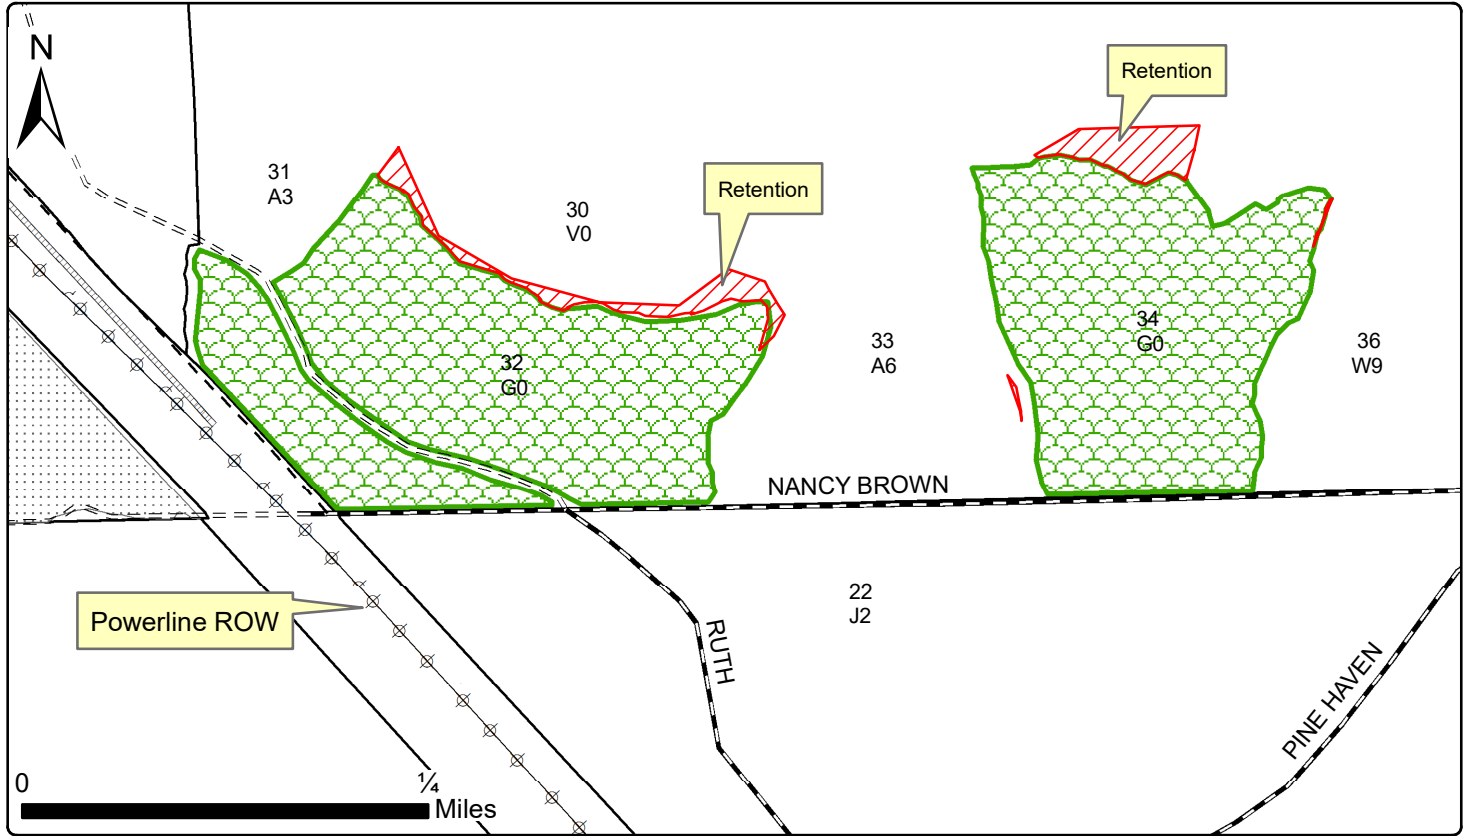 N
Retention
31
A3
Retention
30
V0
34
G0
33
A6
36
W9
32
G0
NANCY BROWN
22
J2
Powerline ROW
RUTH
PINE HAVEN
0
¼
Miles